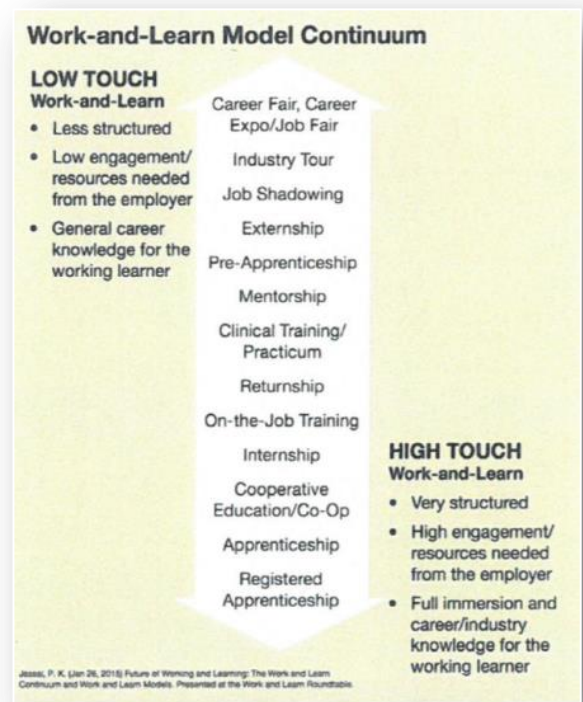 Work-and-Learn Model Continuum
LOW TOUCH
Work-and-Learn
• Less structured
• Low engagement/
resources needed
from the employer
• General career
knowledge for the
working learner
Career Fair, Career
Expo/Job Fair
Industry Tour
Job Shadowing
Externship
Pre-Apprenticeship
Mentorship
Clinical Training/
Practicum
Returnship
On-the-Job Training
Internship
Cooperative
Education/Co-Op
Apprenticeship
Registered
Apprenticeship
HIGH TOUCH
Work-and-Learn
• Very structured
• High engagement/
resources needed
from the employer
• Full immersion and
career/industry
knowledge for the
working learner
P. K. (Jan 26, 2015) Future of Working and Learning: The Work and Learn
Continuum and Work and Learn Models. Presented at the Work and Learn Roundtable.